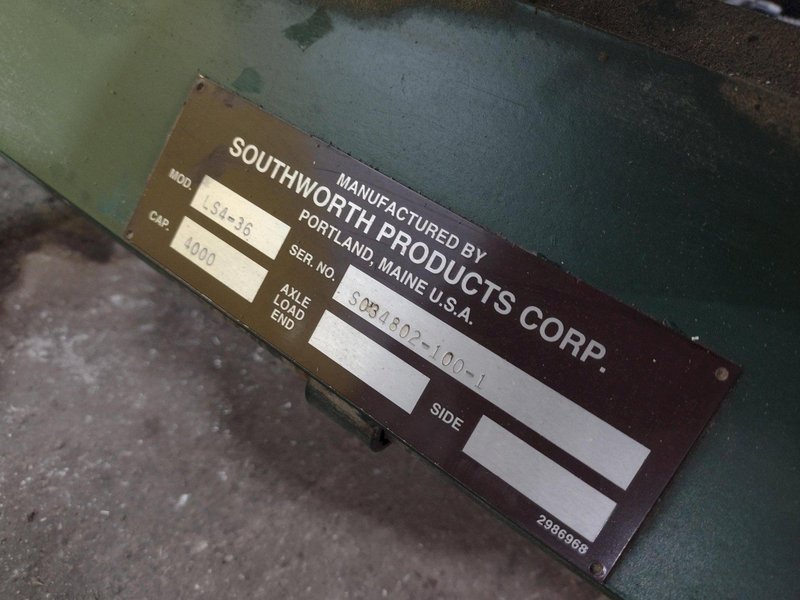 MANUFACTURED BY
SOUTHWORTH PRODUCTS CORP.
PORTLAND, MAINE U.S.A.
MOD. LS4-36
SER. NO. S034802-100-1
CAP. 4000
AXLE
LOAD
END
SIDE
2986968